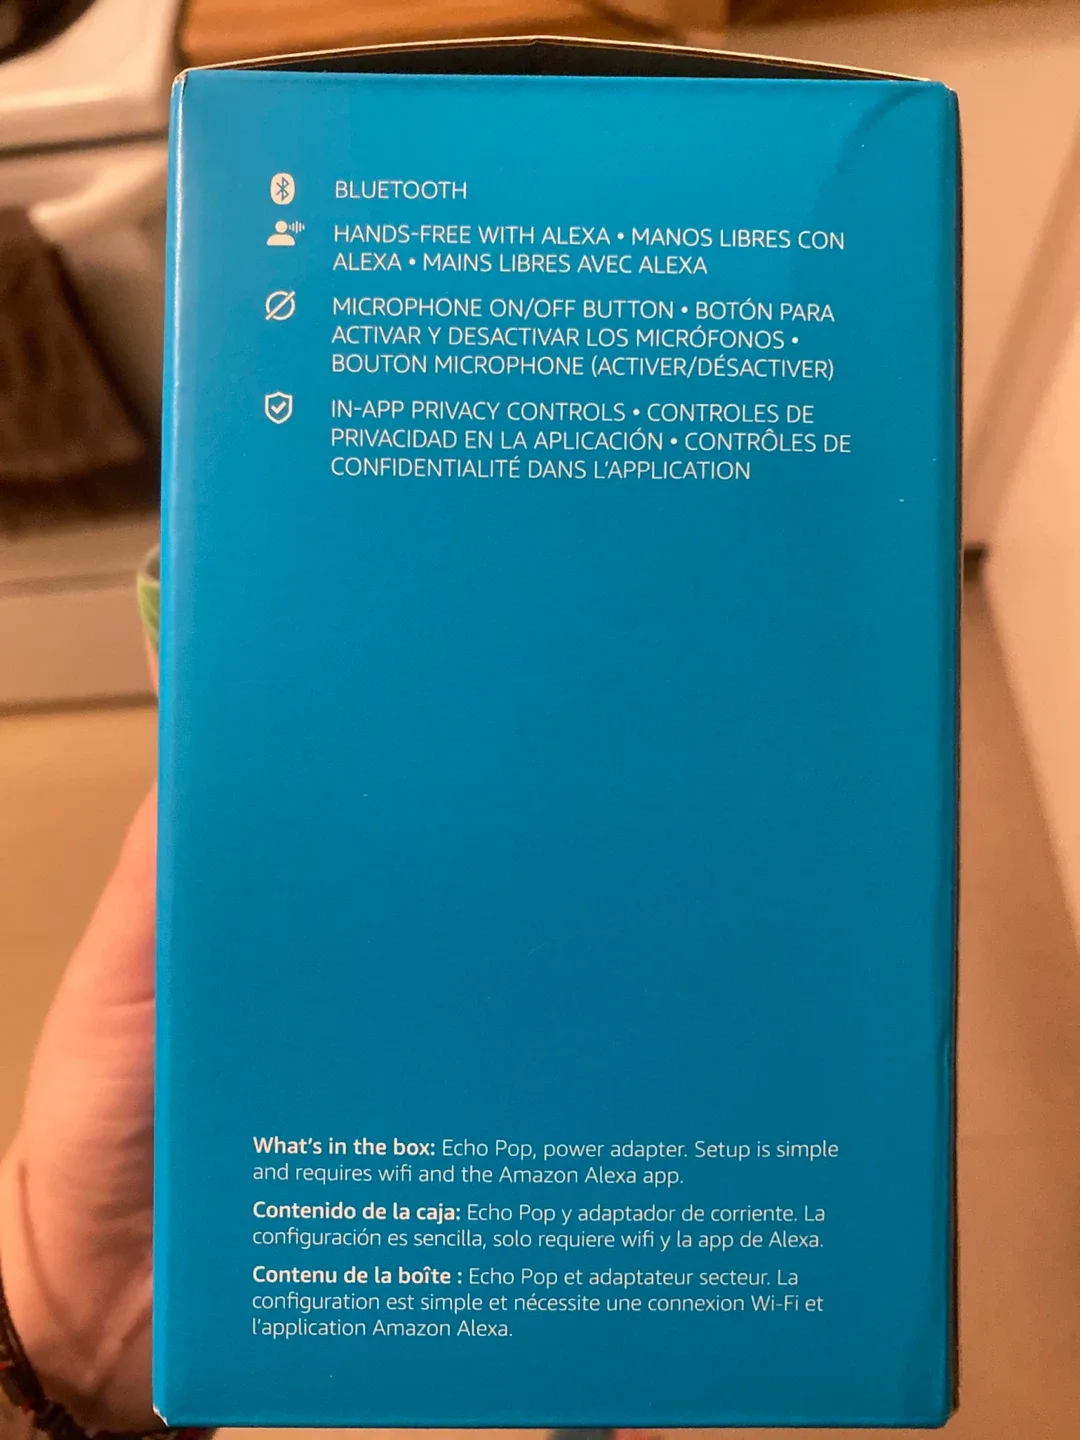 BLUETOOTH
HANDS-FREE WITH ALEXA • MANOS LIBRES CON
ALEXA • MAINS LIBRES AVEC ALEXA
MICROPHONE ON/OFF BUTTON • BOTÓN PARA
ACTIVAR Y DESACTIVAR LOS MICRÓFONOS •
BOUTON MICROPHONE (ACTIVER/DÉSACTIVER)
IN-APP PRIVACY CONTROLS • CONTROLES DE
PRIVACIDAD EN LA APLICACIÓN • CONTRÔLES DE
CONFIDENTIALITÉ DANS L'APPLICATION
What's in the box: Echo Pop, power adapter. Setup is simple
and requires wifi and the Amazon Alexa app.
Contenido de la caja: Echo Pop y adaptador de corriente. La
configuración es sencilla, solo requiere wifi y la app de Alexa.
Contenu de la boîte : Echo Pop et adaptateur secteur. La
configuration est simple et nécessite une connexion Wi-Fi et
l'application Amazon Alexa.